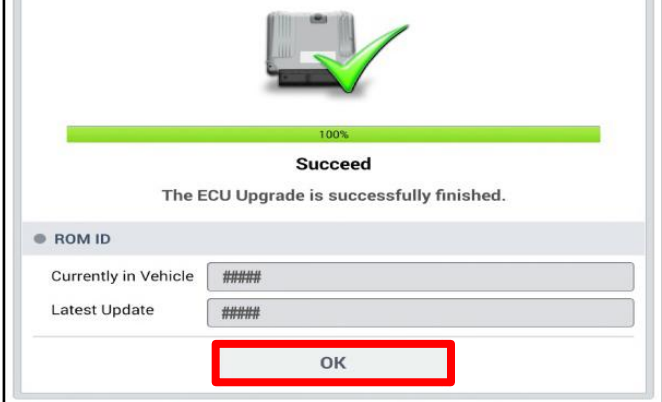 100%
Succeed
The ECU Upgrade is successfully finished.
ROM ID
Currently in Vehicle #####
Latest Update #####
OK